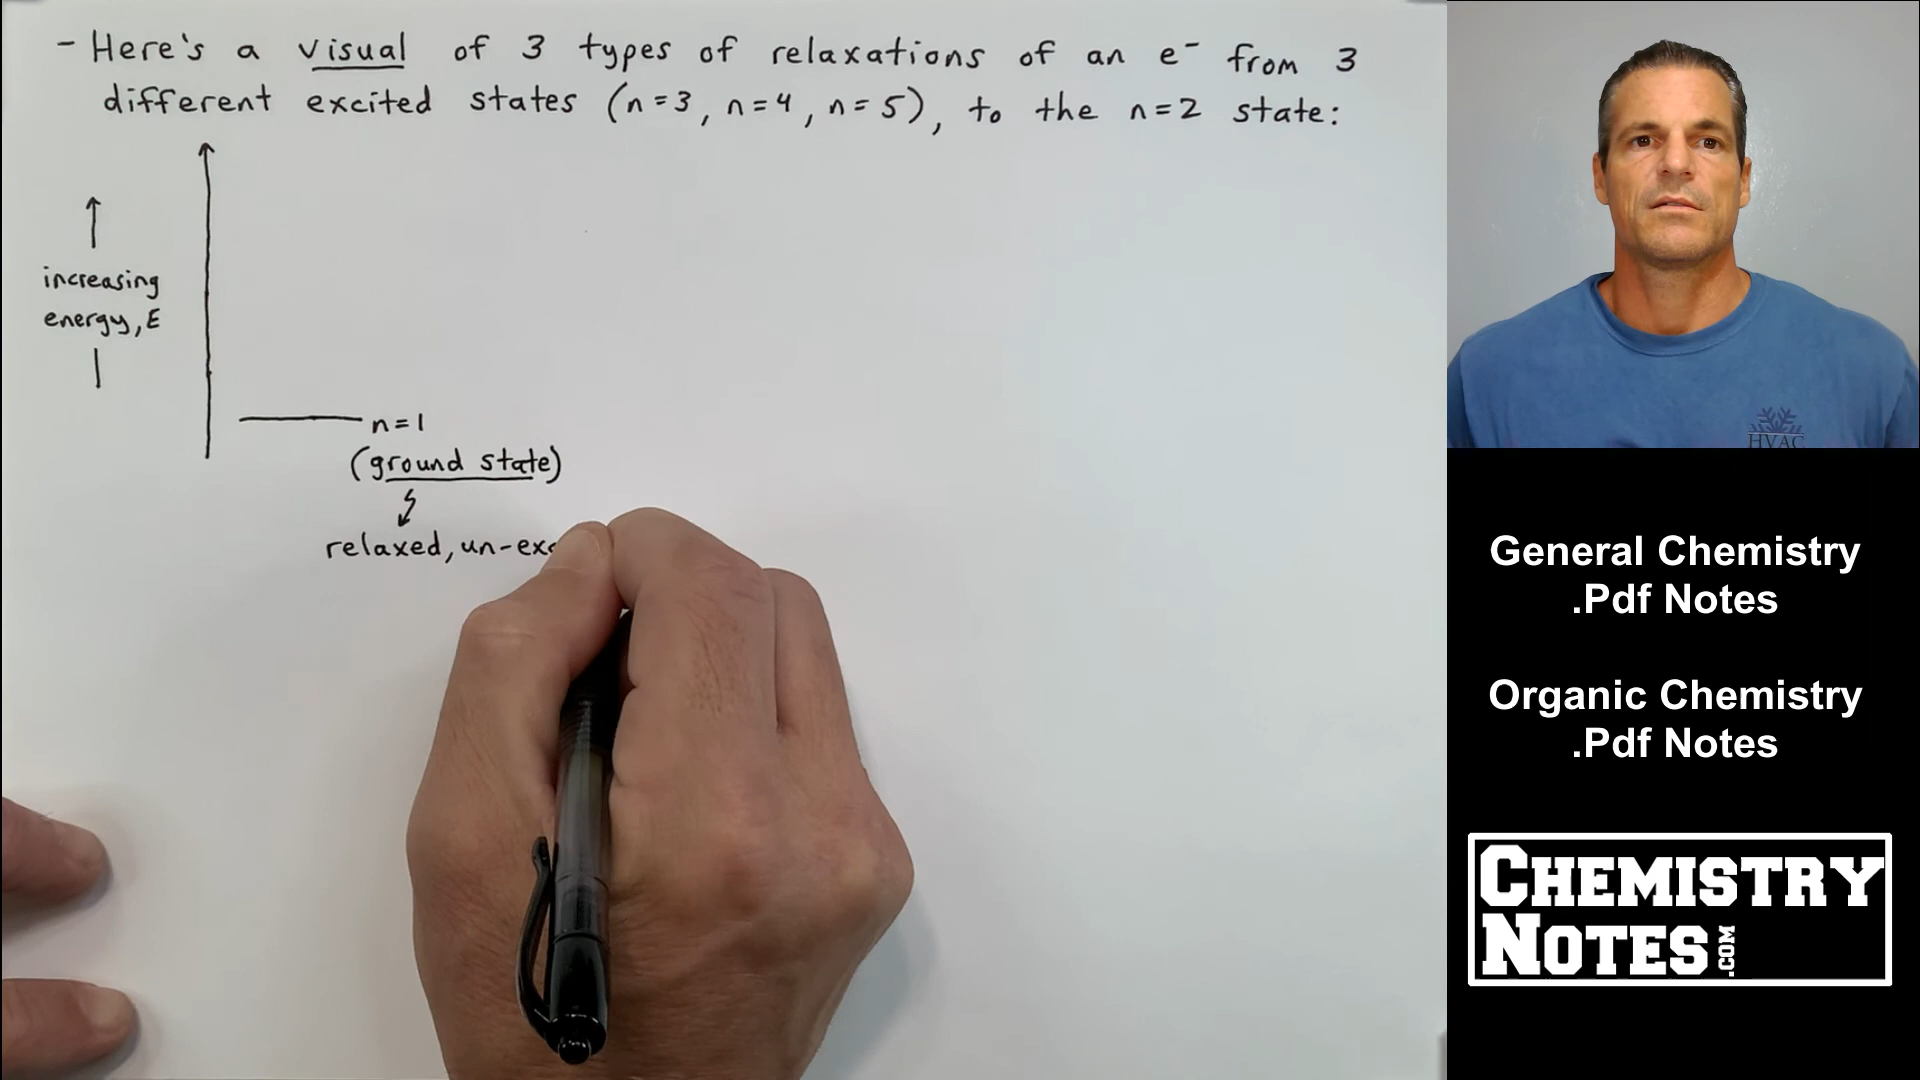 - Here's a visual of 3 types of relaxations of an e⁻ from 3
different excited states (n=3, n=4, n=5), to the n=2 state:
increasing
energy, E
n=1
(ground state)
relaxed, un-exc
HVAC
General Chemistry
.Pdf Notes
Organic Chemistry
.Pdf Notes
CHEMISTRY
NOTES.COM